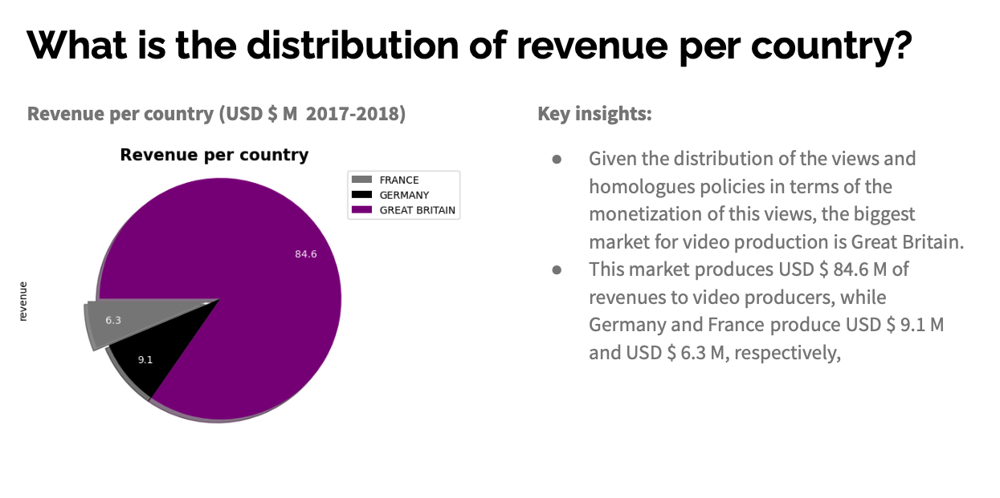 What is the distribution of revenue per country?
Revenue per country (USD $ M 2017-2018)
Revenue per country
FRANCE
GERMANY
GREAT BRITAIN
84.6
6.3
9.1
revenue
Key insights:
● Given the distribution of the views and
homologues policies in terms of the
monetization of this views, the biggest
market for video production is Great Britain.
● This market produces USD $ 84.6 M of
revenues to video producers, while
Germany and France produce USD $ 9.1 M
and USD $ 6.3 M, respectively,